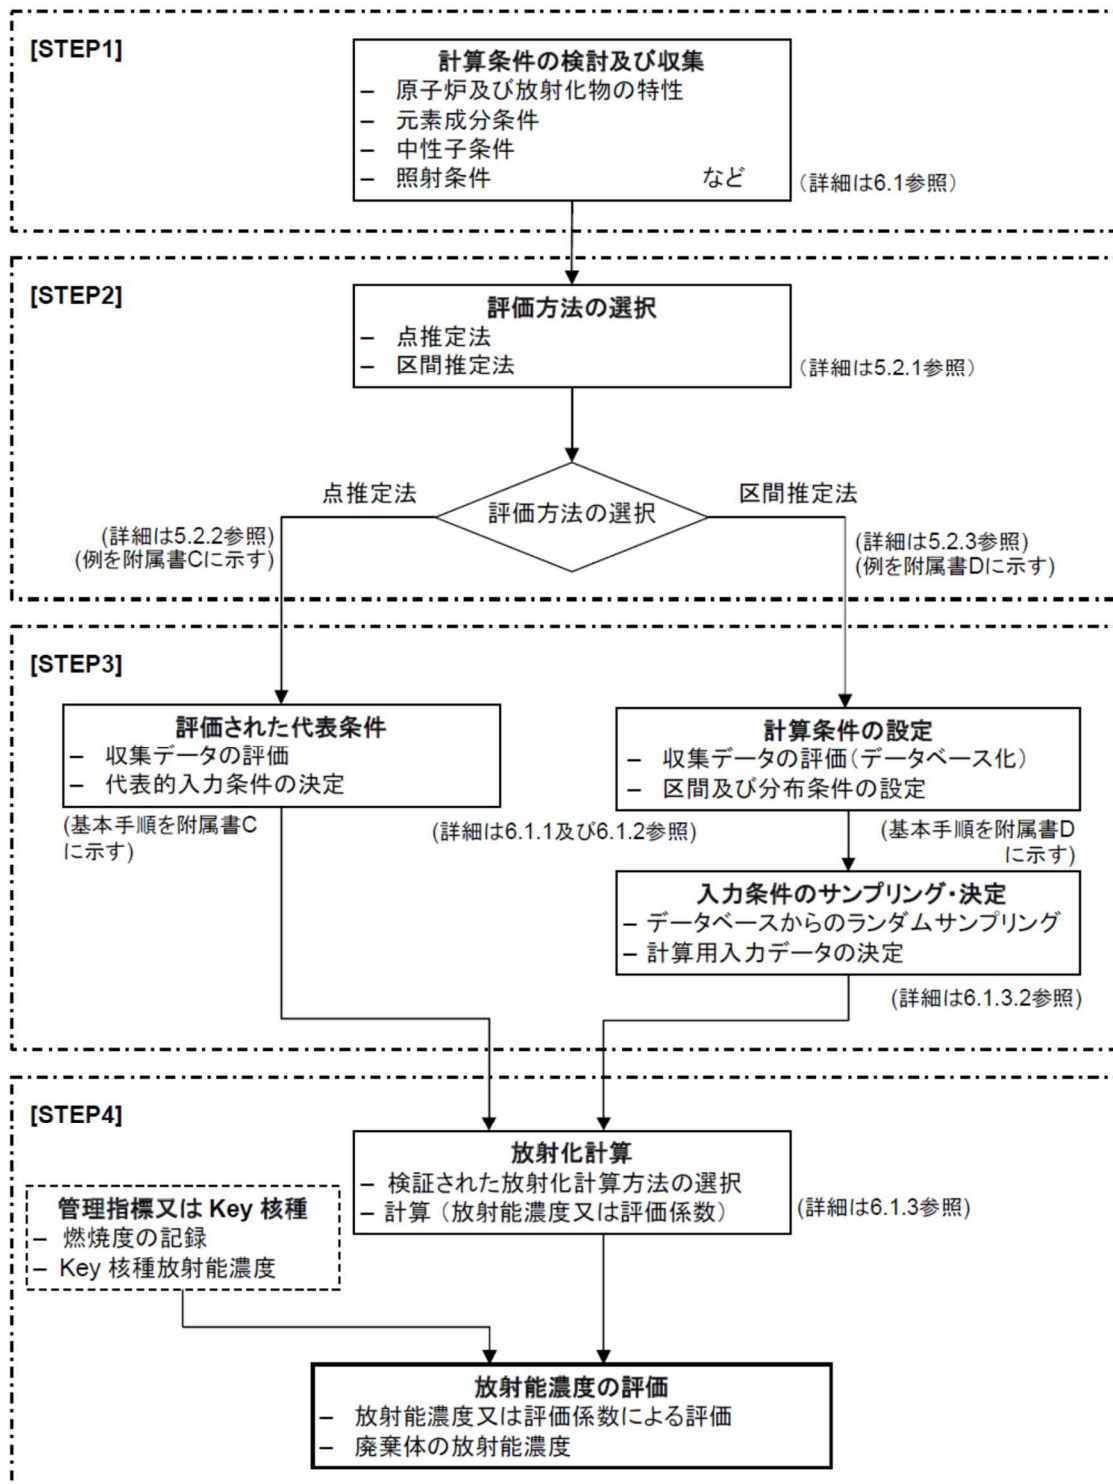 [STEP1]
計算条件の検討及び収集
– 原子炉及び放射化物の特性
– 元素成分条件
– 中性子条件
– 照射条件 など
(詳細は6.1参照)
[STEP2]
評価方法の選択
– 点推定法
– 区間推定法
(詳細は5.2.1参照)
評価方法の選択
点推定法
(詳細は5.2.2参照)
(例を附属書Cに示す)
区間推定法
(詳細は5.2.3参照)
(例を附属書Dに示す)
[STEP3]
評価された代表条件
– 収集データの評価
– 代表的入力条件の決定
(基本手順を附属書C
に示す)
(詳細は6.1.1及び6.1.2参照)
計算条件の設定
– 収集データの評価(データベース化)
– 区間及び分布条件の設定
(基本手順を附属書D
に示す)
入力条件のサンプリング・決定
– データベースからのランダムサンプリング
– 計算用入力データの決定
(詳細は6.1.3.2参照)
[STEP4]
放射化計算
– 検証された放射化計算方法の選択
– 計算 (放射能濃度又は評価係数)
(詳細は6.1.3参照)
管理指標又は Key 核種
– 燃焼度の記録
– Key 核種放射能濃度
放射能濃度の評価
– 放射能濃度又は評価係数による評価
– 廃棄体の放射能濃度